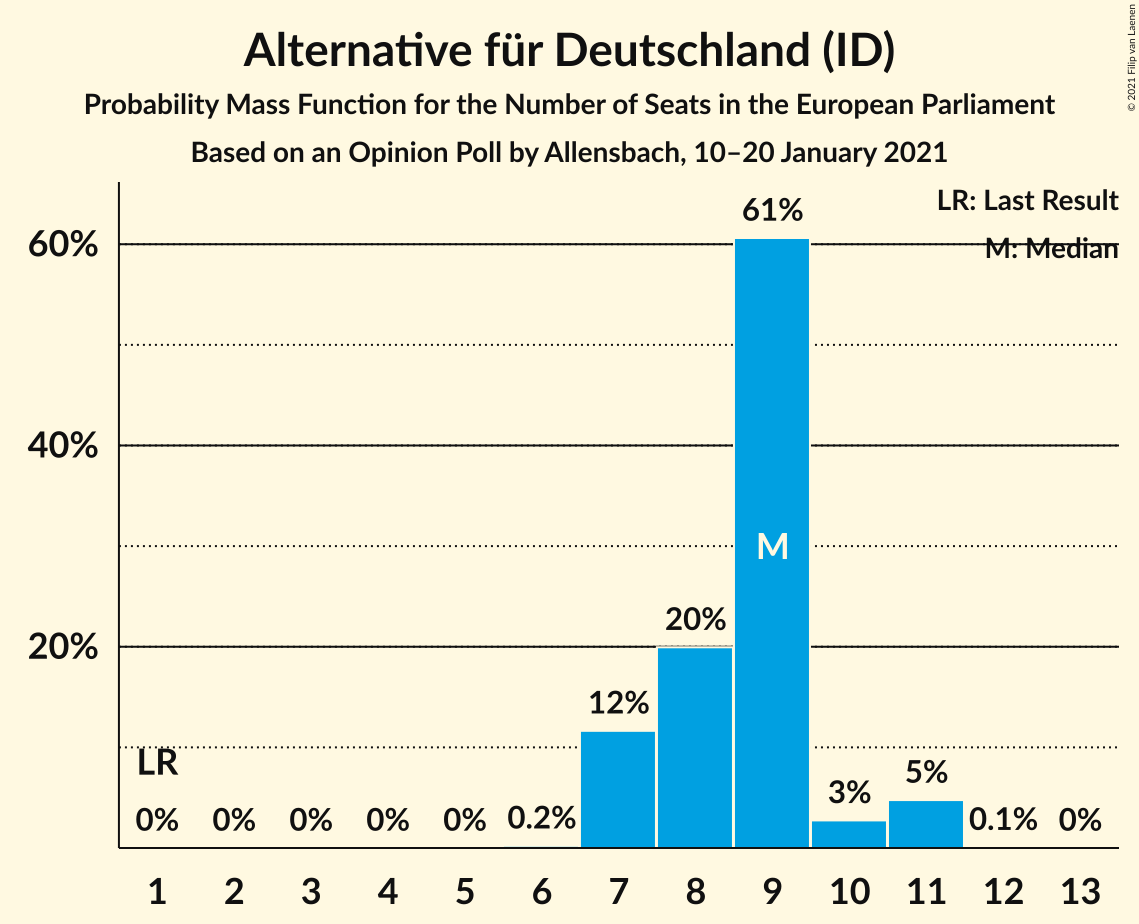 Alternative für Deutschland (ID)
Probability Mass Function for the Number of Seats in the European Parliament
Based on an Opinion Poll by Allensbach, 10–20 January 2021
© 2021 Filip van Laenen
LR: Last Result
M: Median
60%
40%
20%
61%
M
20%
12%
LR
5%
3%
0% 0% 0% 0% 0% 0.2% 0.1% 0%
1 2 3 4 5 6 7 8 9 10 11 12 13